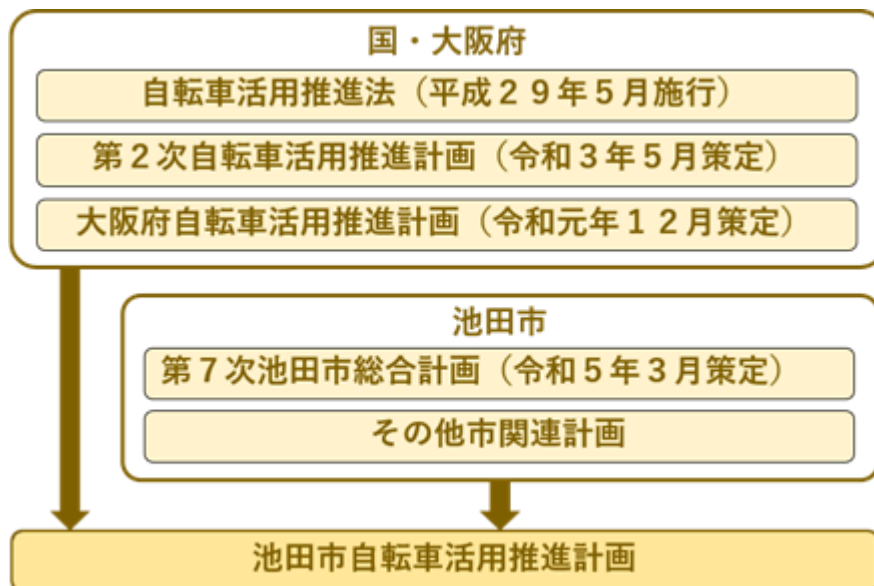 国・大阪府
自転車活用推進法（平成２９年５月施行）
第２次自転車活用推進計画（令和３年５月策定）
大阪府自転車活用推進計画（令和元年１２月策定）
池田市
第７次池田市総合計画（令和５年３月策定）
その他市関連計画
池田市自転車活用推進計画